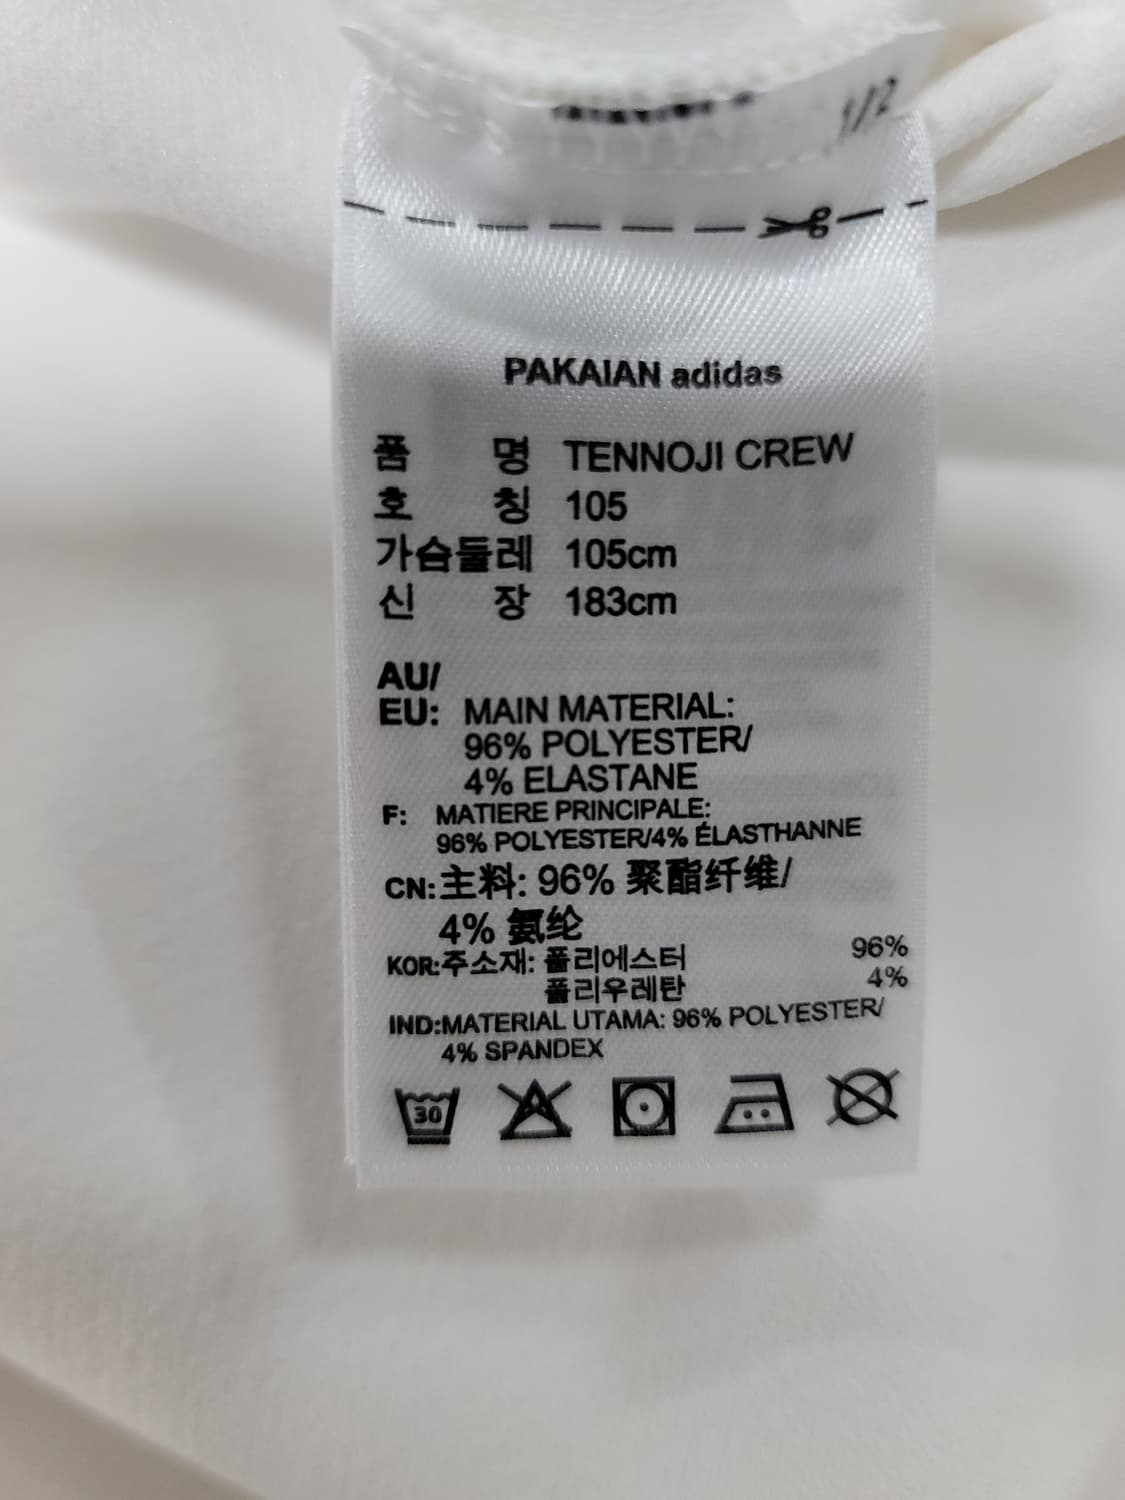 1/2
PAKAIAN adidas
품 명 TENNOJI CREW
호 칭 105
가슴둘레 105cm
신 장 183cm
AU/
EU: MAIN MATERIAL:
96% POLYESTER/
4% ELASTANE
F: MATIERE PRINCIPALE:
96% POLYESTER/4% ÉLASTHANNE
CN:主料: 96% 聚酯纤维/
4% 氨纶
KOR:주소재: 폴리에스터 96%
폴리우레탄 4%
IND:MATERIAL UTAMA: 96% POLYESTER/
4% SPANDEX
30